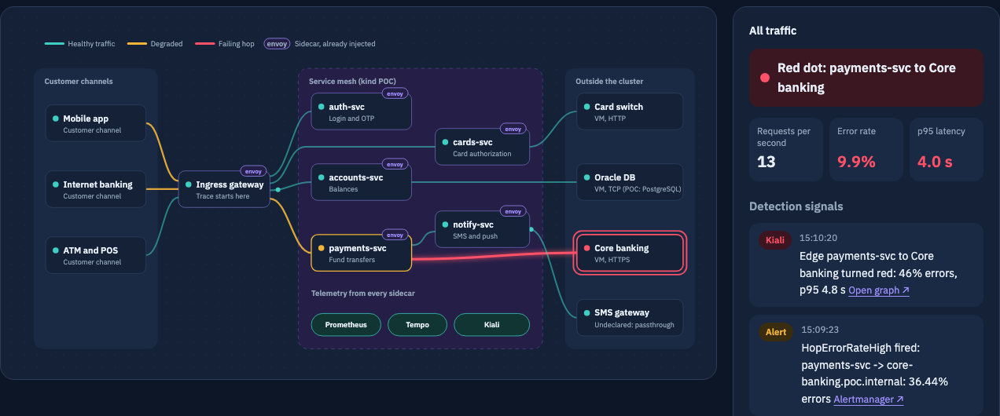 Healthy traffic
Degraded
Failing hop
envoy
Sidecar, already injected
Customer channels
Mobile app
Customer channel
Internet banking
Customer channel
ATM and POS
Customer channel
envoy
Ingress gateway
Trace starts here
Service mesh (kind POC)
envoy
auth-svc
Login and OTP
envoy
cards-svc
Card authorization
envoy
accounts-svc
Balances
envoy
notify-svc
SMS and push
envoy
payments-svc
Fund transfers
Telemetry from every sidecar
Prometheus
Tempo
Kiali
Outside the cluster
Card switch
VM, HTTP
Oracle DB
VM, TCP (POC: PostgreSQL)
Core banking
VM, HTTPS
SMS gateway
Undeclared: passthrough
All traffic
Red dot: payments-svc to Core
banking
Requests per
second
13
Error rate
9.9%
p95 latency
4.0 s
Detection signals
Kiali
15:10:20
Edge payments-svc to Core
banking turned red: 46% errors,
p95 4.8 s Open graph ↗
Alert
15:09:23
HopErrorRateHigh fired:
payments-svc -> core-
banking.poc.internal: 36.44%
errors Alertmanager ↗